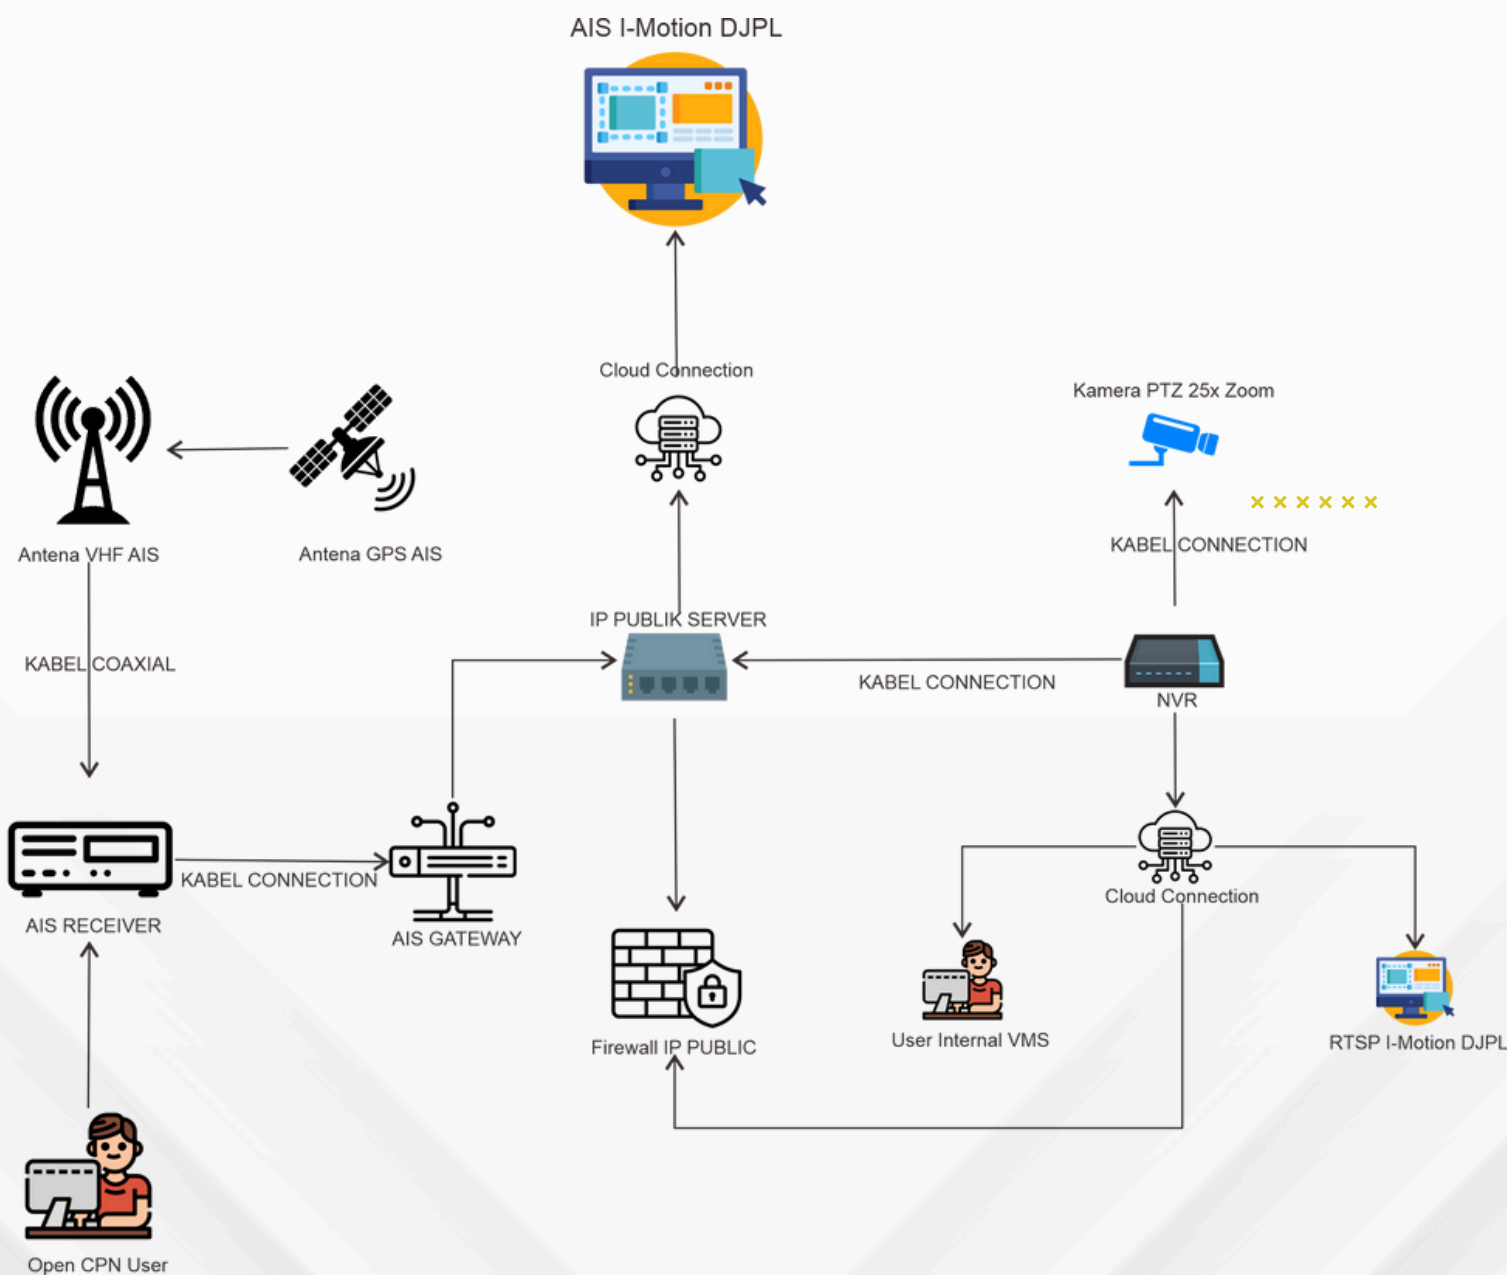 AIS I-Motion DJPL
Cloud Connection
Kamera PTZ 25x Zoom
KABEL CONNECTION
Antena VHF AIS
Antena GPS AIS
IP PUBLIK SERVER
KABEL COAXIAL
KABEL CONNECTION
NVR
KABEL CONNECTION
AIS RECEIVER
AIS GATEWAY
Cloud Connection
Firewall IP PUBLIC
User Internal VMS
RTSP I-Motion DJPL
Open CPN User